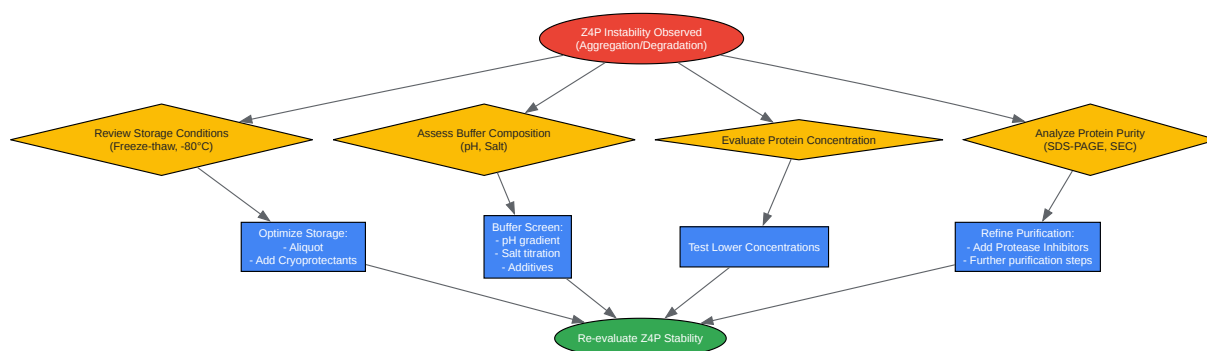 Z4P Instability Observed
(Aggregation/Degradation)
Review Storage Conditions
(Freeze-thaw, -80°C)
Assess Buffer Composition
(pH, Salt)
Evaluate Protein Concentration
Analyze Protein Purity
(SDS-PAGE, SEC)
Optimize Storage:
- Aliquot
- Add Cryoprotectants
Buffer Screen:
- pH gradient
- Salt titration
- Additives
Test Lower Concentrations
Refine Purification:
- Add Protease Inhibitors
- Further purification steps
Re-evaluate Z4P Stability